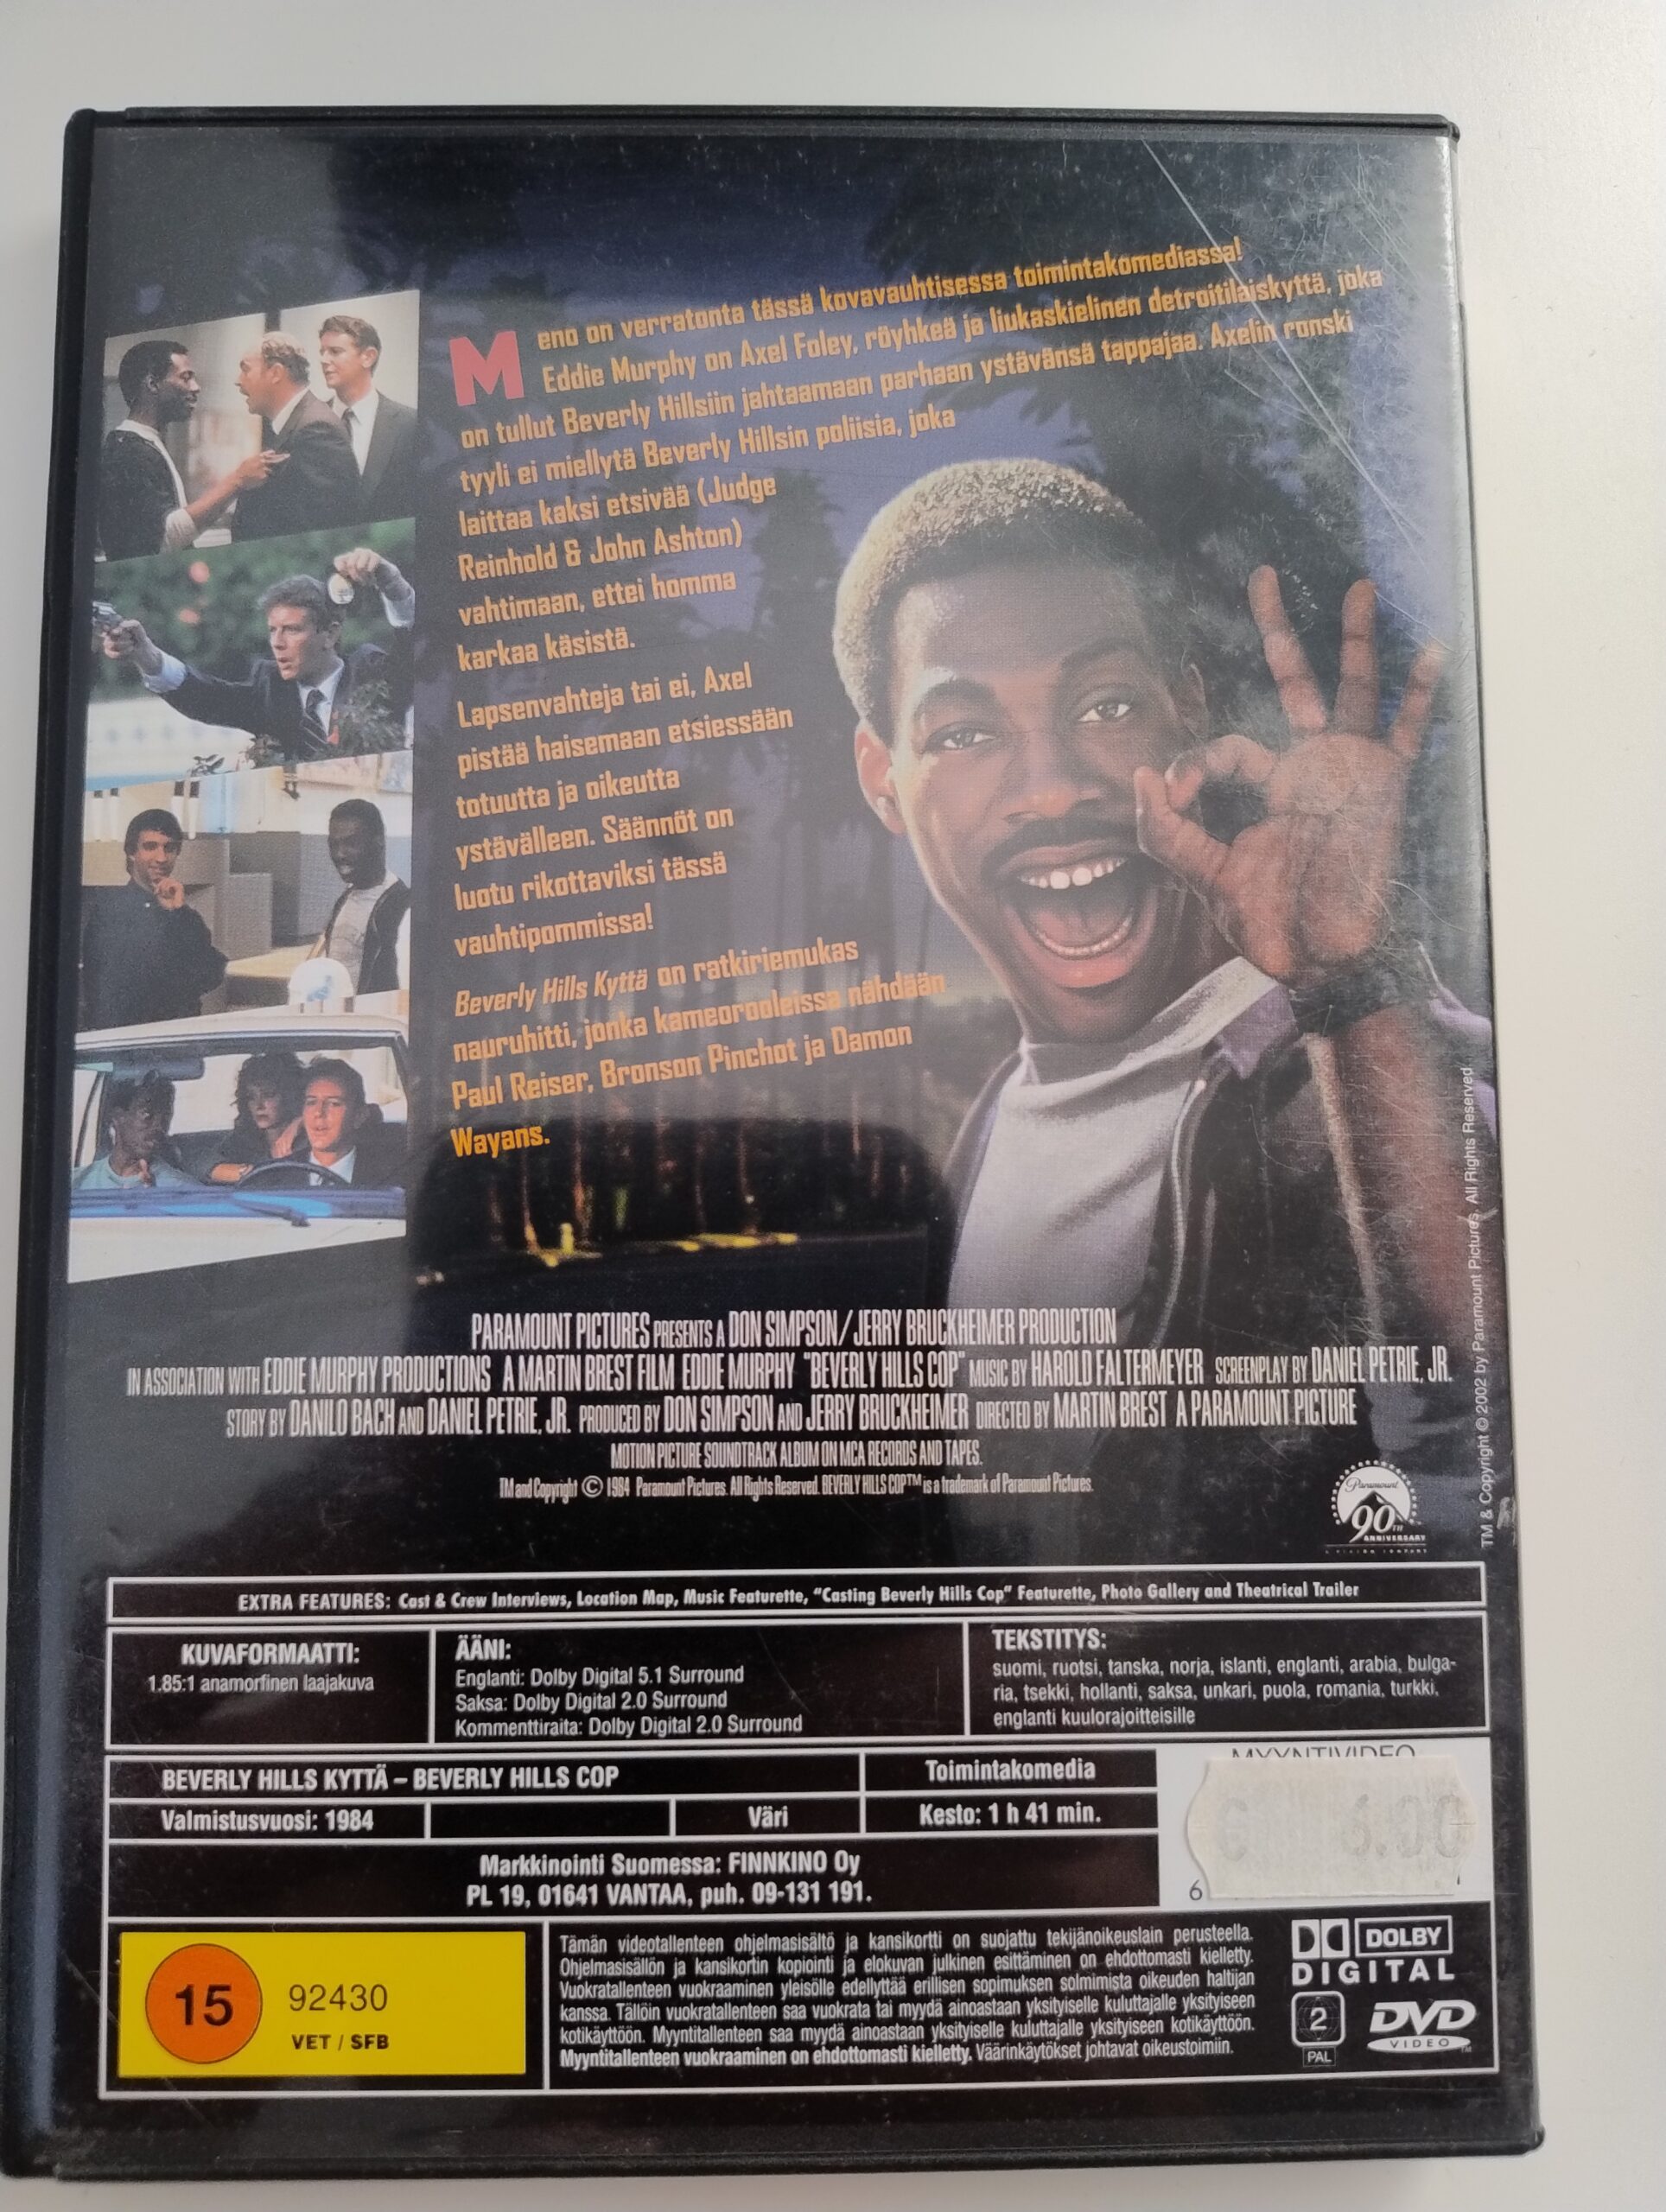 Meno on verratonta tässä kovavauhtisessa toimintakomediassa!
Eddie Murphy on Axel Foley, röyhkeä ja liukaskielinen detroitilaiskyttä, joka
on tullut Beverly Hillsiin jahtaamaan parhaan ystävänsä tappajaa. Axelin ronski
tyyli ei miellytä Beverly Hillsin poliisia, joka
laittaa kaksi etsivää (Judge
Reinhold & John Ashton)
vahtimaan, ettei homma
karkaa käsistä.
Lapsenvahteja tai ei, Axel
pistää haisemaan etsiessään
totuutta ja oikeutta
ystävälleen. Säännöt on
luotu rikottaviksi tässä
vauhtipommissa!
Beverly Hills Kyttä on ratkiriemukas
nauruhitti, jonka kameorooleissa nähdään
Paul Reiser, Bronson Pinchot ja Damon
Wayans.
PARAMOUNT PICTURES PRESENTS A DON SIMPSON/JERRY BRUCKHEIMER PRODUCTION
IN ASSOCIATION WITH EDDIE MURPHY PRODUCTIONS A MARTIN BREST FILM EDDIE MURPHY "BEVERLY HILLS COP" MUSIC BY HAROLD FALTERMEYER SCREENPLAY BY DANIEL PETRIE, JR.
STORY BY DANILO BACH AND DANIEL PETRIE, JR. PRODUCED BY DON SIMPSON AND JERRY BRUCKHEIMER DIRECTED BY MARTIN BREST A PARAMOUNT PICTURE
MOTION PICTURE SOUNDTRACK ALBUM ON MCA RECORDS AND TAPES.
TM and Copyright © 1984 Paramount Pictures. All Rights Reserved. BEVERLY HILLS COP™ is a trademark of Paramount Pictures.
TM & Copyright © 2002 by Paramount Pictures. All Rights Reserved
Paramount
90TH
ANNIVERSARY
EXTRA FEATURES: Cast & Crew Interviews, Location Map, Music Featurette, "Casting Beverly Hills Cop" Featurette, Photo Gallery and Theatrical Trailer
KUVAFORMAATTI:
1.85:1 anamorfinen laajakuva
ÄÄNI:
Englanti: Dolby Digital 5.1 Surround
Saksa: Dolby Digital 2.0 Surround
Kommenttiraita: Dolby Digital 2.0 Surround
TEKSTITYS:
suomi, ruotsi, tanska, norja, islanti, englanti, arabia, bulga-
ria, tsekki, hollanti, saksa, unkari, puola, romania, turkki,
englanti kuulorajoitteisille
BEVERLY HILLS KYTTÄ – BEVERLY HILLS COP
Toimintakomedia
Valmistusvuosi: 1984
Väri
Kesto: 1 h 41 min.
MYYNTIVIDEO
€ 6.00
6
Markkinointi Suomessa: FINNKINO Oy
PL 19, 01641 VANTAA, puh. 09-131 191.
15
92430
VET / SFB
Tämän videotallenteen ohjelmasisältö ja kansikortti on suojattu tekijänoikeuslain perusteella.
Ohjelmasisällön ja kansikortin kopiointi ja elokuvan julkinen esittäminen on ehdottomasti kielletty.
Vuokratallenteen vuokraaminen yleisölle edellyttää erillisen sopimuksen solmimista oikeuden haltijan
kanssa. Tällöin vuokratallenteen saa vuokrata tai myydä ainoastaan yksityiselle kuluttajalle yksityiseen
kotikäyttöön. Myyntitallenteen saa myydä ainoastaan yksityiselle kuluttajalle yksityiseen kotikäyttöön.
Myyntitallenteen vuokraaminen on ehdottomasti kielletty. Väärinkäytökset johtavat oikeustoimiin.
DOLBY
DIGITAL
2
PAL
DVD
VIDEO